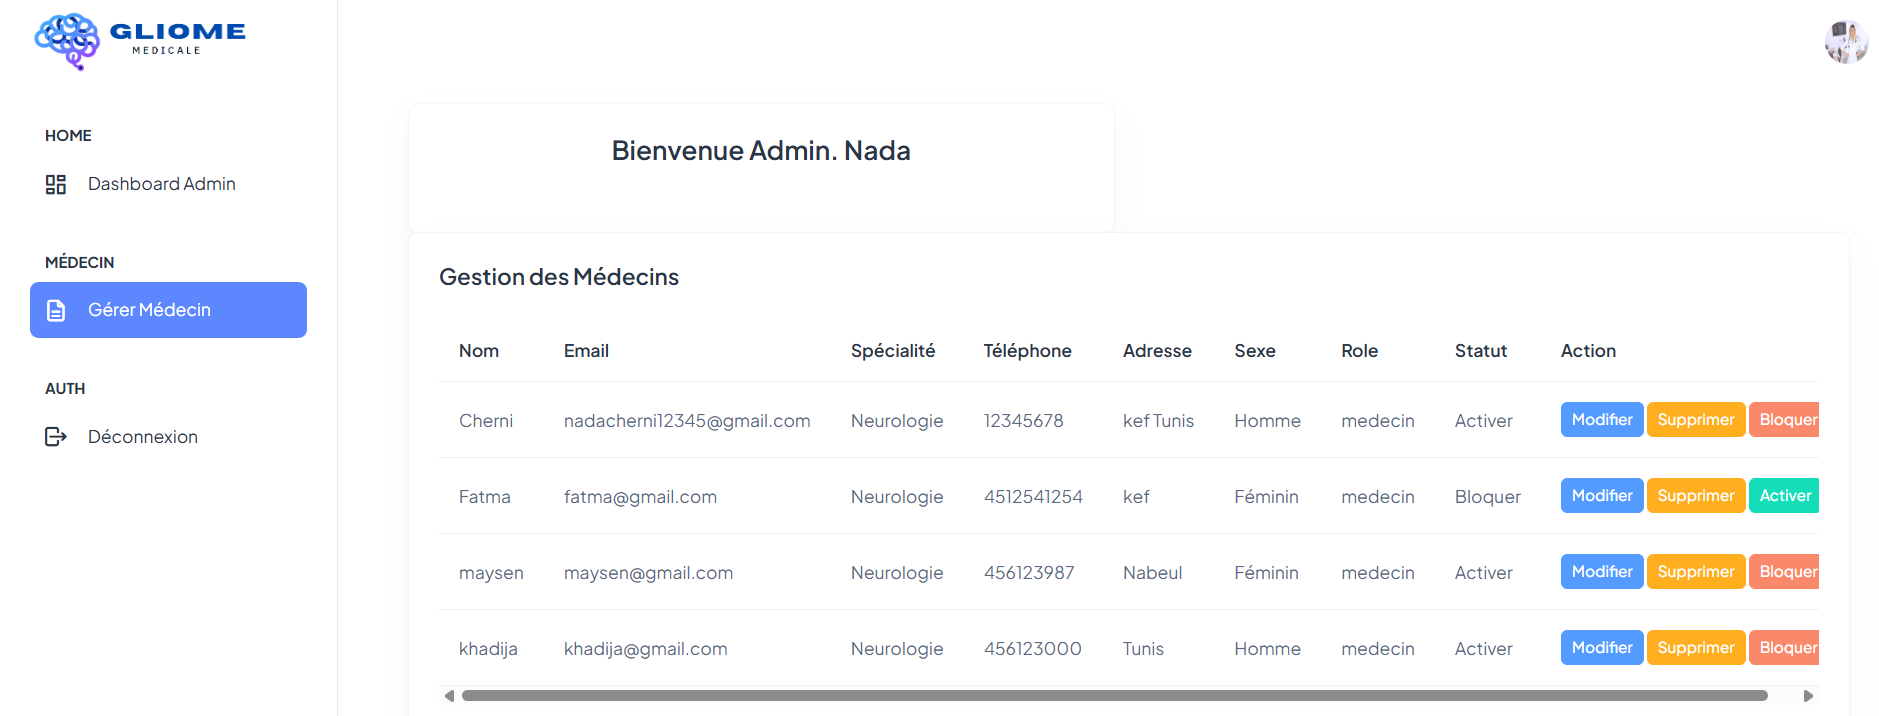 GLIOME
MEDICALE
HOME
Dashboard Admin
MÉDECIN
Gérer Médecin
AUTH
Déconnexion
Bienvenue Admin. Nada
Gestion des Médecins
Nom Email Spécialité Téléphone Adresse Sexe Role Statut Action
Cherni nadacherni12345@gmail.com Neurologie 12345678 kef Tunis Homme medecin Activer Modifier Supprimer Bloquer
Fatma fatma@gmail.com Neurologie 4512541254 kef Féminin medecin Bloquer Modifier Supprimer Activer
maysen maysen@gmail.com Neurologie 456123987 Nabeul Féminin medecin Activer Modifier Supprimer Bloquer
khadija khadija@gmail.com Neurologie 456123000 Tunis Homme medecin Activer Modifier Supprimer Bloquer